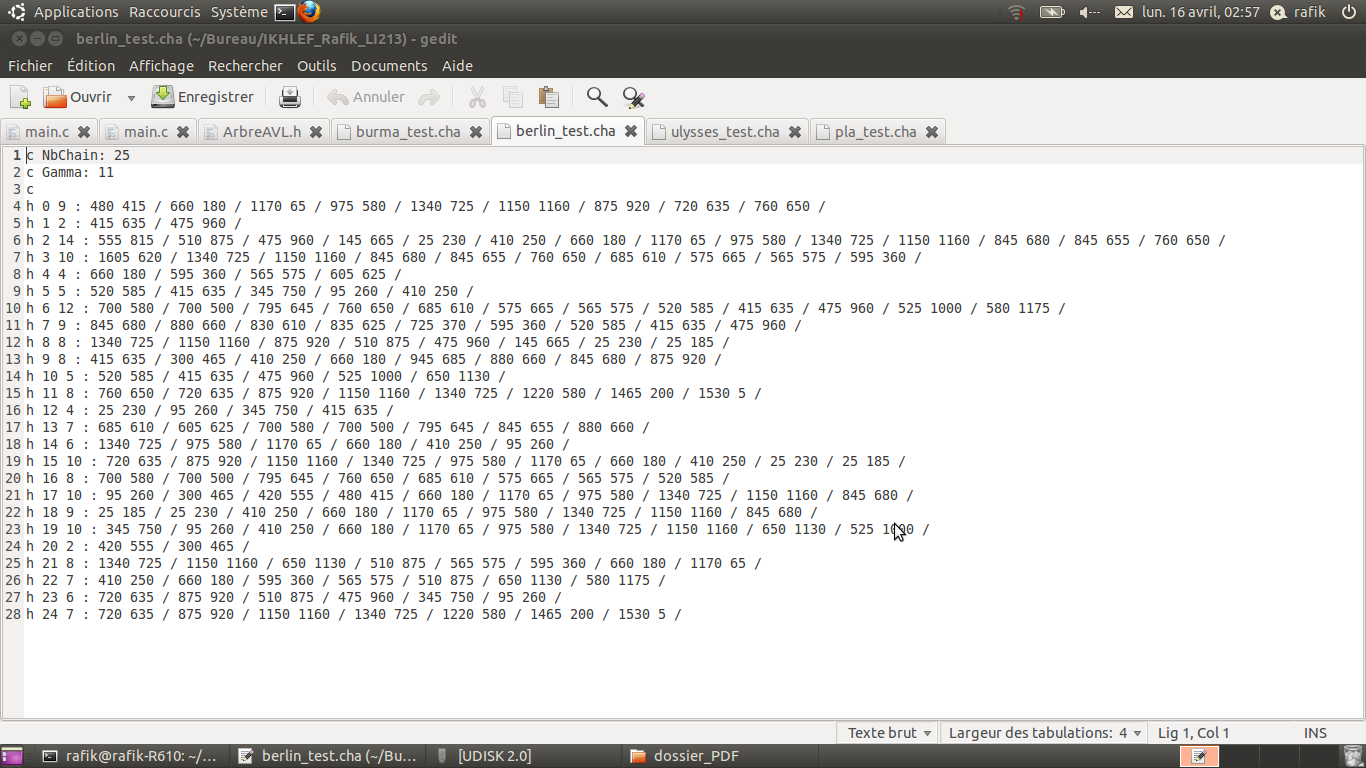 Applications Raccourcis Système lun. 16 avril, 02:57 rafik
berlin_test.cha (~/Bureau/IKHLEF_Rafik_LI213) - gedit
Fichier Édition Affichage Rechercher Outils Documents Aide
Ouvrir Enregistrer Annuler
main.c main.c ArbreAVL.h burma_test.cha berlin_test.cha ulysses_test.cha pla_test.cha
1 c NbChain: 25
2 c Gamma: 11
3 c
4 h 0 9 : 480 415 / 660 180 / 1170 65 / 975 580 / 1340 725 / 1150 1160 / 875 920 / 720 635 / 760 650 /
5 h 1 2 : 415 635 / 475 960 /
6 h 2 14 : 555 815 / 510 875 / 475 960 / 145 665 / 25 230 / 410 250 / 660 180 / 1170 65 / 975 580 / 1340 725 / 1150 1160 / 845 680 / 845 655 / 760 650 /
7 h 3 10 : 1605 620 / 1340 725 / 1150 1160 / 845 680 / 845 655 / 760 650 / 685 610 / 575 665 / 565 575 / 595 360 /
8 h 4 4 : 660 180 / 595 360 / 565 575 / 605 625 /
9 h 5 5 : 520 585 / 415 635 / 345 750 / 95 260 / 410 250 /
10 h 6 12 : 700 580 / 700 500 / 795 645 / 760 650 / 685 610 / 575 665 / 565 575 / 520 585 / 415 635 / 475 960 / 525 1000 / 580 1175 /
11 h 7 9 : 845 680 / 880 660 / 830 610 / 835 625 / 725 370 / 595 360 / 520 585 / 415 635 / 475 960 /
12 h 8 8 : 1340 725 / 1150 1160 / 875 920 / 510 875 / 475 960 / 145 665 / 25 230 / 25 185 /
13 h 9 8 : 415 635 / 300 465 / 410 250 / 660 180 / 945 685 / 880 660 / 845 680 / 875 920 /
14 h 10 5 : 520 585 / 415 635 / 475 960 / 525 1000 / 650 1130 /
15 h 11 8 : 760 650 / 720 635 / 875 920 / 1150 1160 / 1340 725 / 1220 580 / 1465 200 / 1530 5 /
16 h 12 4 : 25 230 / 95 260 / 345 750 / 415 635 /
17 h 13 7 : 685 610 / 605 625 / 700 580 / 700 500 / 795 645 / 845 655 / 880 660 /
18 h 14 6 : 1340 725 / 975 580 / 1170 65 / 660 180 / 410 250 / 95 260 /
19 h 15 10 : 720 635 / 875 920 / 1150 1160 / 1340 725 / 975 580 / 1170 65 / 660 180 / 410 250 / 25 230 / 25 185 /
20 h 16 8 : 700 580 / 700 500 / 795 645 / 760 650 / 685 610 / 575 665 / 565 575 / 520 585 /
21 h 17 10 : 95 260 / 300 465 / 420 555 / 480 415 / 660 180 / 1170 65 / 975 580 / 1340 725 / 1150 1160 / 845 680 /
22 h 18 9 : 25 185 / 25 230 / 410 250 / 660 180 / 1170 65 / 975 580 / 1340 725 / 1150 1160 / 845 680 /
23 h 19 10 : 345 750 / 95 260 / 410 250 / 660 180 / 1170 65 / 975 580 / 1340 725 / 1150 1160 / 650 1130 / 525 1000 /
24 h 20 2 : 420 555 / 300 465 /
25 h 21 8 : 1340 725 / 1150 1160 / 650 1130 / 510 875 / 565 575 / 595 360 / 660 180 / 1170 65 /
26 h 22 7 : 410 250 / 660 180 / 595 360 / 565 575 / 510 875 / 650 1130 / 580 1175 /
27 h 23 6 : 720 635 / 875 920 / 510 875 / 475 960 / 345 750 / 95 260 /
28 h 24 7 : 720 635 / 875 920 / 1150 1160 / 1340 725 / 1220 580 / 1465 200 / 1530 5 /
Texte brut Largeur des tabulations: 4 Lig 1, Col 1 INS
rafik@rafik-R610: ~/... berlin_test.cha (~/Bu... [UDISK 2.0] dossier_PDF